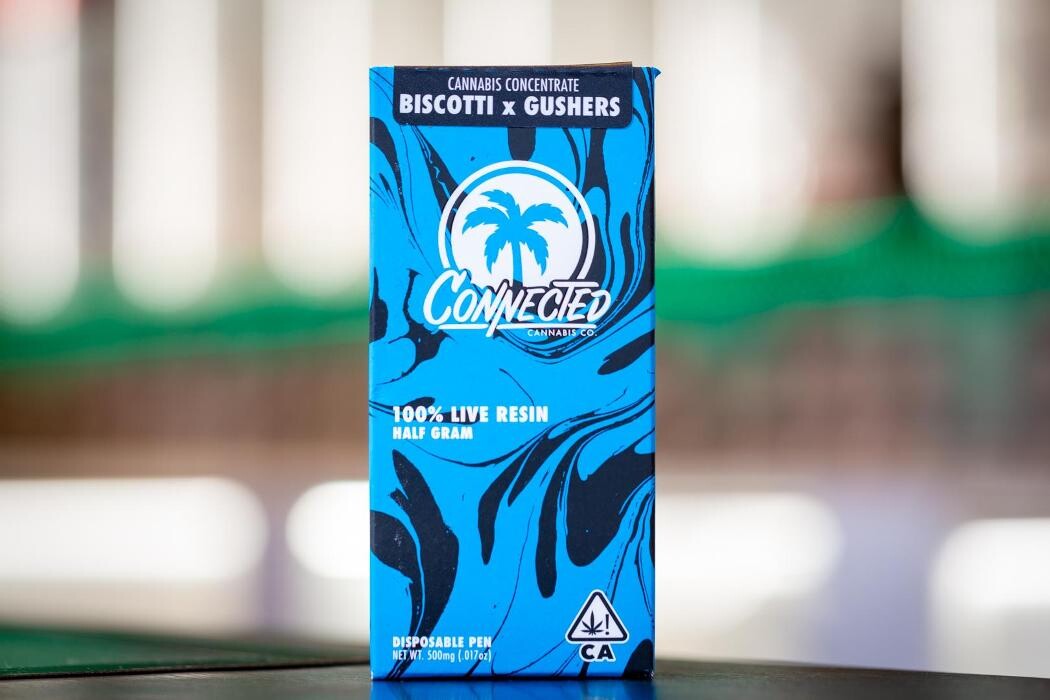 CANNABIS CONCENTRATE
BISCOTTI x GUSHERS
CONNECTED
CANNABIS CO.
100% LIVE RESIN
HALF GRAM
DISPOSABLE PEN
NET WT. 500mg (.017oz)
!
CA